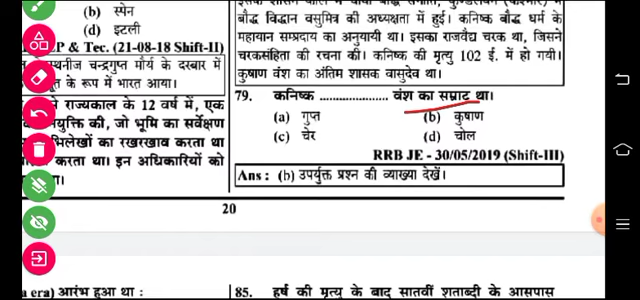 (b) स्पेन
(d) इटली
P & Tec. (21-08-18 Shift-II)
चन्द्रगुप्त मौर्य के दरबार में
के रूप में भारत आया।
राज्यकाल के 12 वर्ष में, एक
की, जो भूमि का सर्वेक्षण
का रखरखाव करता था
करता था। इन अधिकारियों को
बौद्ध विद्वान वसुमित्र की अध्यक्षता में हुई। कनिष्क बौद्ध धर्म के
महायान सम्प्रदाय का अनुयायी था। इसका राजवैद्य चरक था, जिसने
चरकसंहिता की रचना की। कनिष्क की मृत्यु 102 ई. में हो गयी।
कुषाण वंश का अंतिम शासक वासुदेव था।
79. कनिष्क .................... वंश का सम्राट था।
(a) गुप्त (b) कुषाण
(c) चेर (d) चोल
RRB JE - 30/05/2019 (Shift-III)
Ans : (b) उपर्युक्त प्रश्न की व्याख्या देखें।
20
a era) आरंभ हुआ था :
85. हर्ष की मृत्यु के बाद सातवीं शताब्दी के आसपास